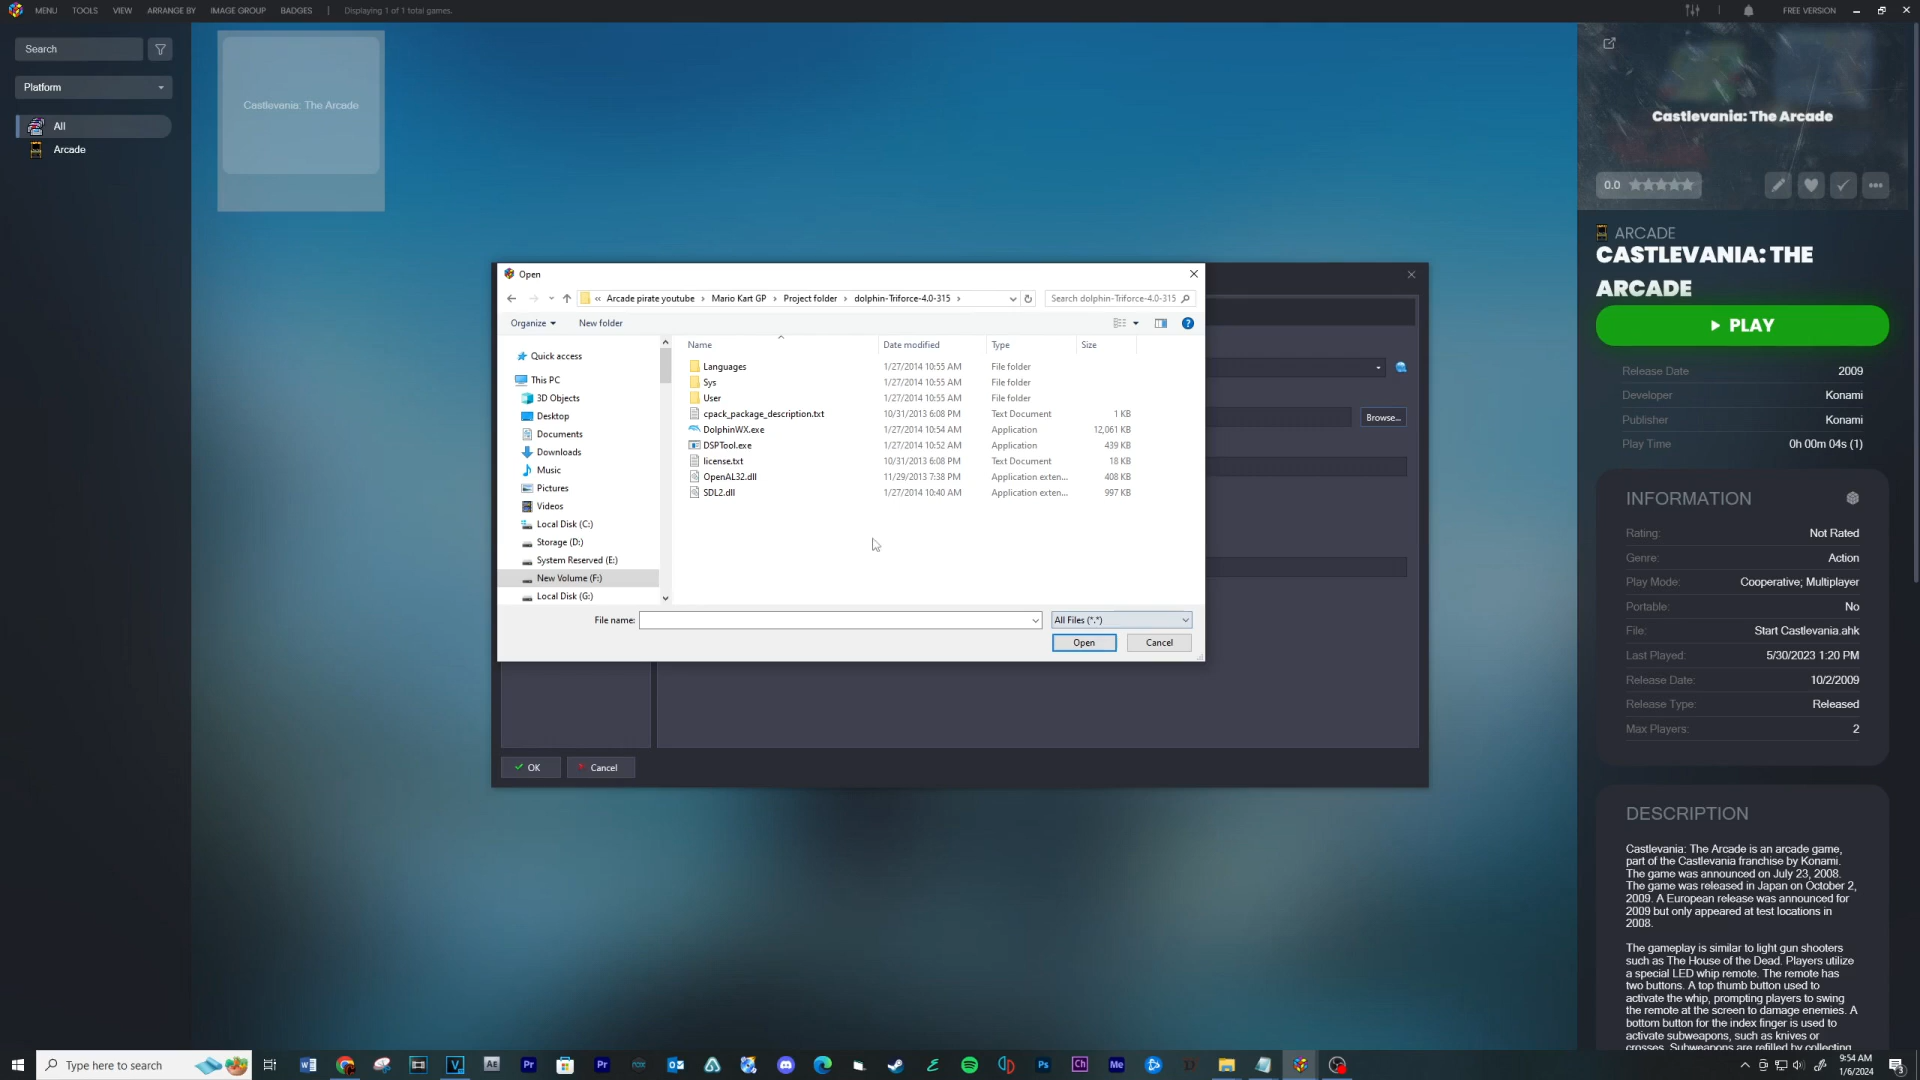 MENU TOOLS VIEW ARRANGE BY IMAGE GROUP BADGES | Displaying 1 of 1 total games. FREE VERSION
Search
Platform
All
Arcade
Castlevania: The Arcade
Open
« Arcade pirate youtube › Mario Kart GP › Project folder › dolphin-Triforce-4.0-315 › Search dolphin-Triforce-4.0-315
Organize New folder
Quick access
This PC
3D Objects
Desktop
Documents
Downloads
Music
Pictures
Videos
Local Disk (C:)
Storage (D:)
System Reserved (E:)
New Volume (F:)
Local Disk (G:)
Name Date modified Type Size
Languages 1/27/2014 10:55 AM File folder
Sys 1/27/2014 10:55 AM File folder
User 1/27/2014 10:55 AM File folder
cpack_package_description.txt 10/31/2013 6:08 PM Text Document 1 KB
DolphinWX.exe 1/27/2014 10:54 AM Application 12,061 KB
DSPTool.exe 1/27/2014 10:52 AM Application 439 KB
license.txt 10/31/2013 6:08 PM Text Document 18 KB
OpenAL32.dll 11/29/2013 7:38 PM Application exten... 408 KB
SDL2.dll 1/27/2014 10:40 AM Application exten... 997 KB
File name: All Files (*.*)
Open Cancel
Browse...
OK Cancel
Castlevania: The Arcade
0.0
ARCADE
CASTLEVANIA: THE
ARCADE
PLAY
Release Date 2009
Developer Konami
Publisher Konami
Play Time 0h 00m 04s (1)
INFORMATION
Rating: Not Rated
Genre: Action
Play Mode: Cooperative; Multiplayer
Portable: No
File: Start Castlevania.ahk
Last Played: 5/30/2023 1:20 PM
Release Date: 10/2/2009
Release Type: Released
Max Players: 2
DESCRIPTION
Castlevania: The Arcade is an arcade game,
part of the Castlevania franchise by Konami.
The game was announced on July 23, 2008.
The game was released in Japan on October 2,
2009. A European release was announced for
2009 but only appeared at test locations in
2008.
The gameplay is similar to light gun shooters
such as The House of the Dead. Players utilize
a special LED whip remote. The remote has
two buttons. A top thumb button used to
activate the whip, prompting players to swing
the remote at the screen to damage enemies. A
bottom button for the index finger is used to
activate subweapons, such as knives or
crosses. Subweapons are refilled by collecting
Type here to search
9:54 AM
1/6/2024